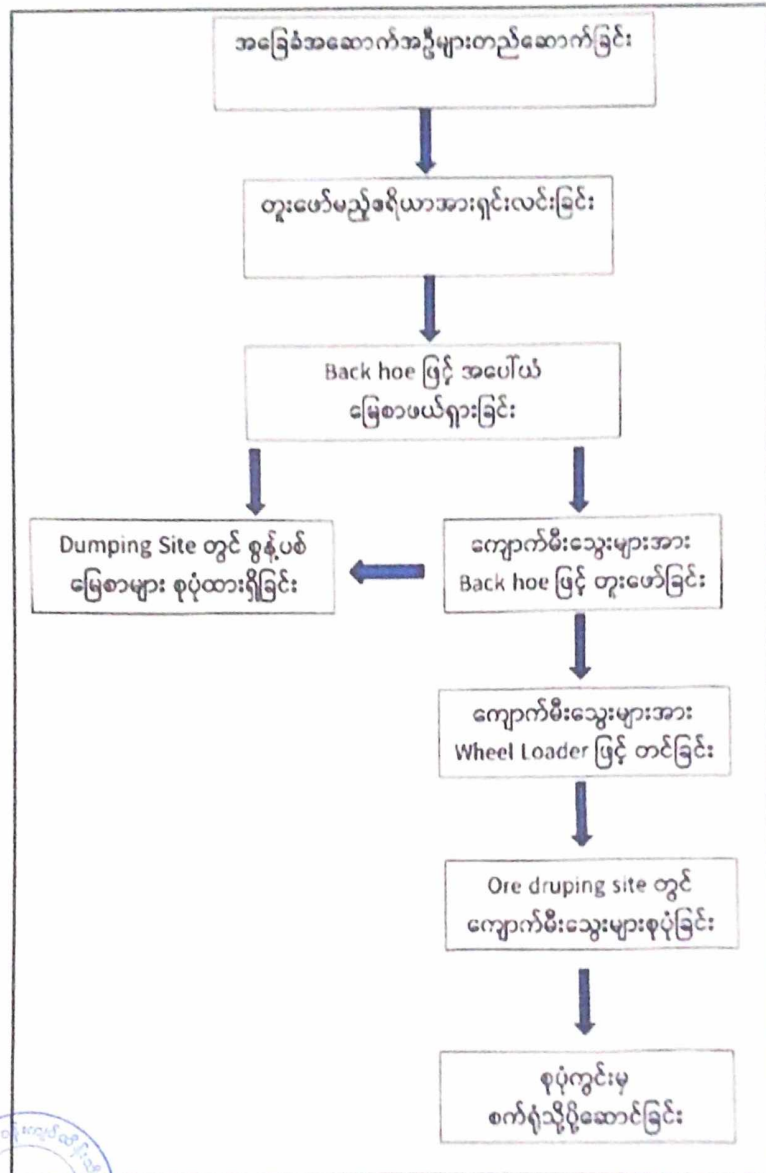 အခြေခံအဆောက်အဦများတည်ဆောက်ခြင်း
တူးဖော်မည့်ဧရိယာအားရှင်းလင်းခြင်း
Back hoe ဖြင့် အပေါ်ယံ
မြေစာဖယ်ရှားခြင်း
Dumping Site တွင် စွန့်ပစ်
မြေစာများ စုပုံထားရှိခြင်း
ကျောက်မီးသွေးများအား
Back hoe ဖြင့် တူးဖော်ခြင်း
ကျောက်မီးသွေးများအား
Wheel Loader ဖြင့် တင်ခြင်း
Ore druping site တွင်
ကျောက်မီးသွေးများစုပုံခြင်း
စုပုံကွင်းမှ
စက်ရုံသို့ပို့ဆောင်ခြင်း